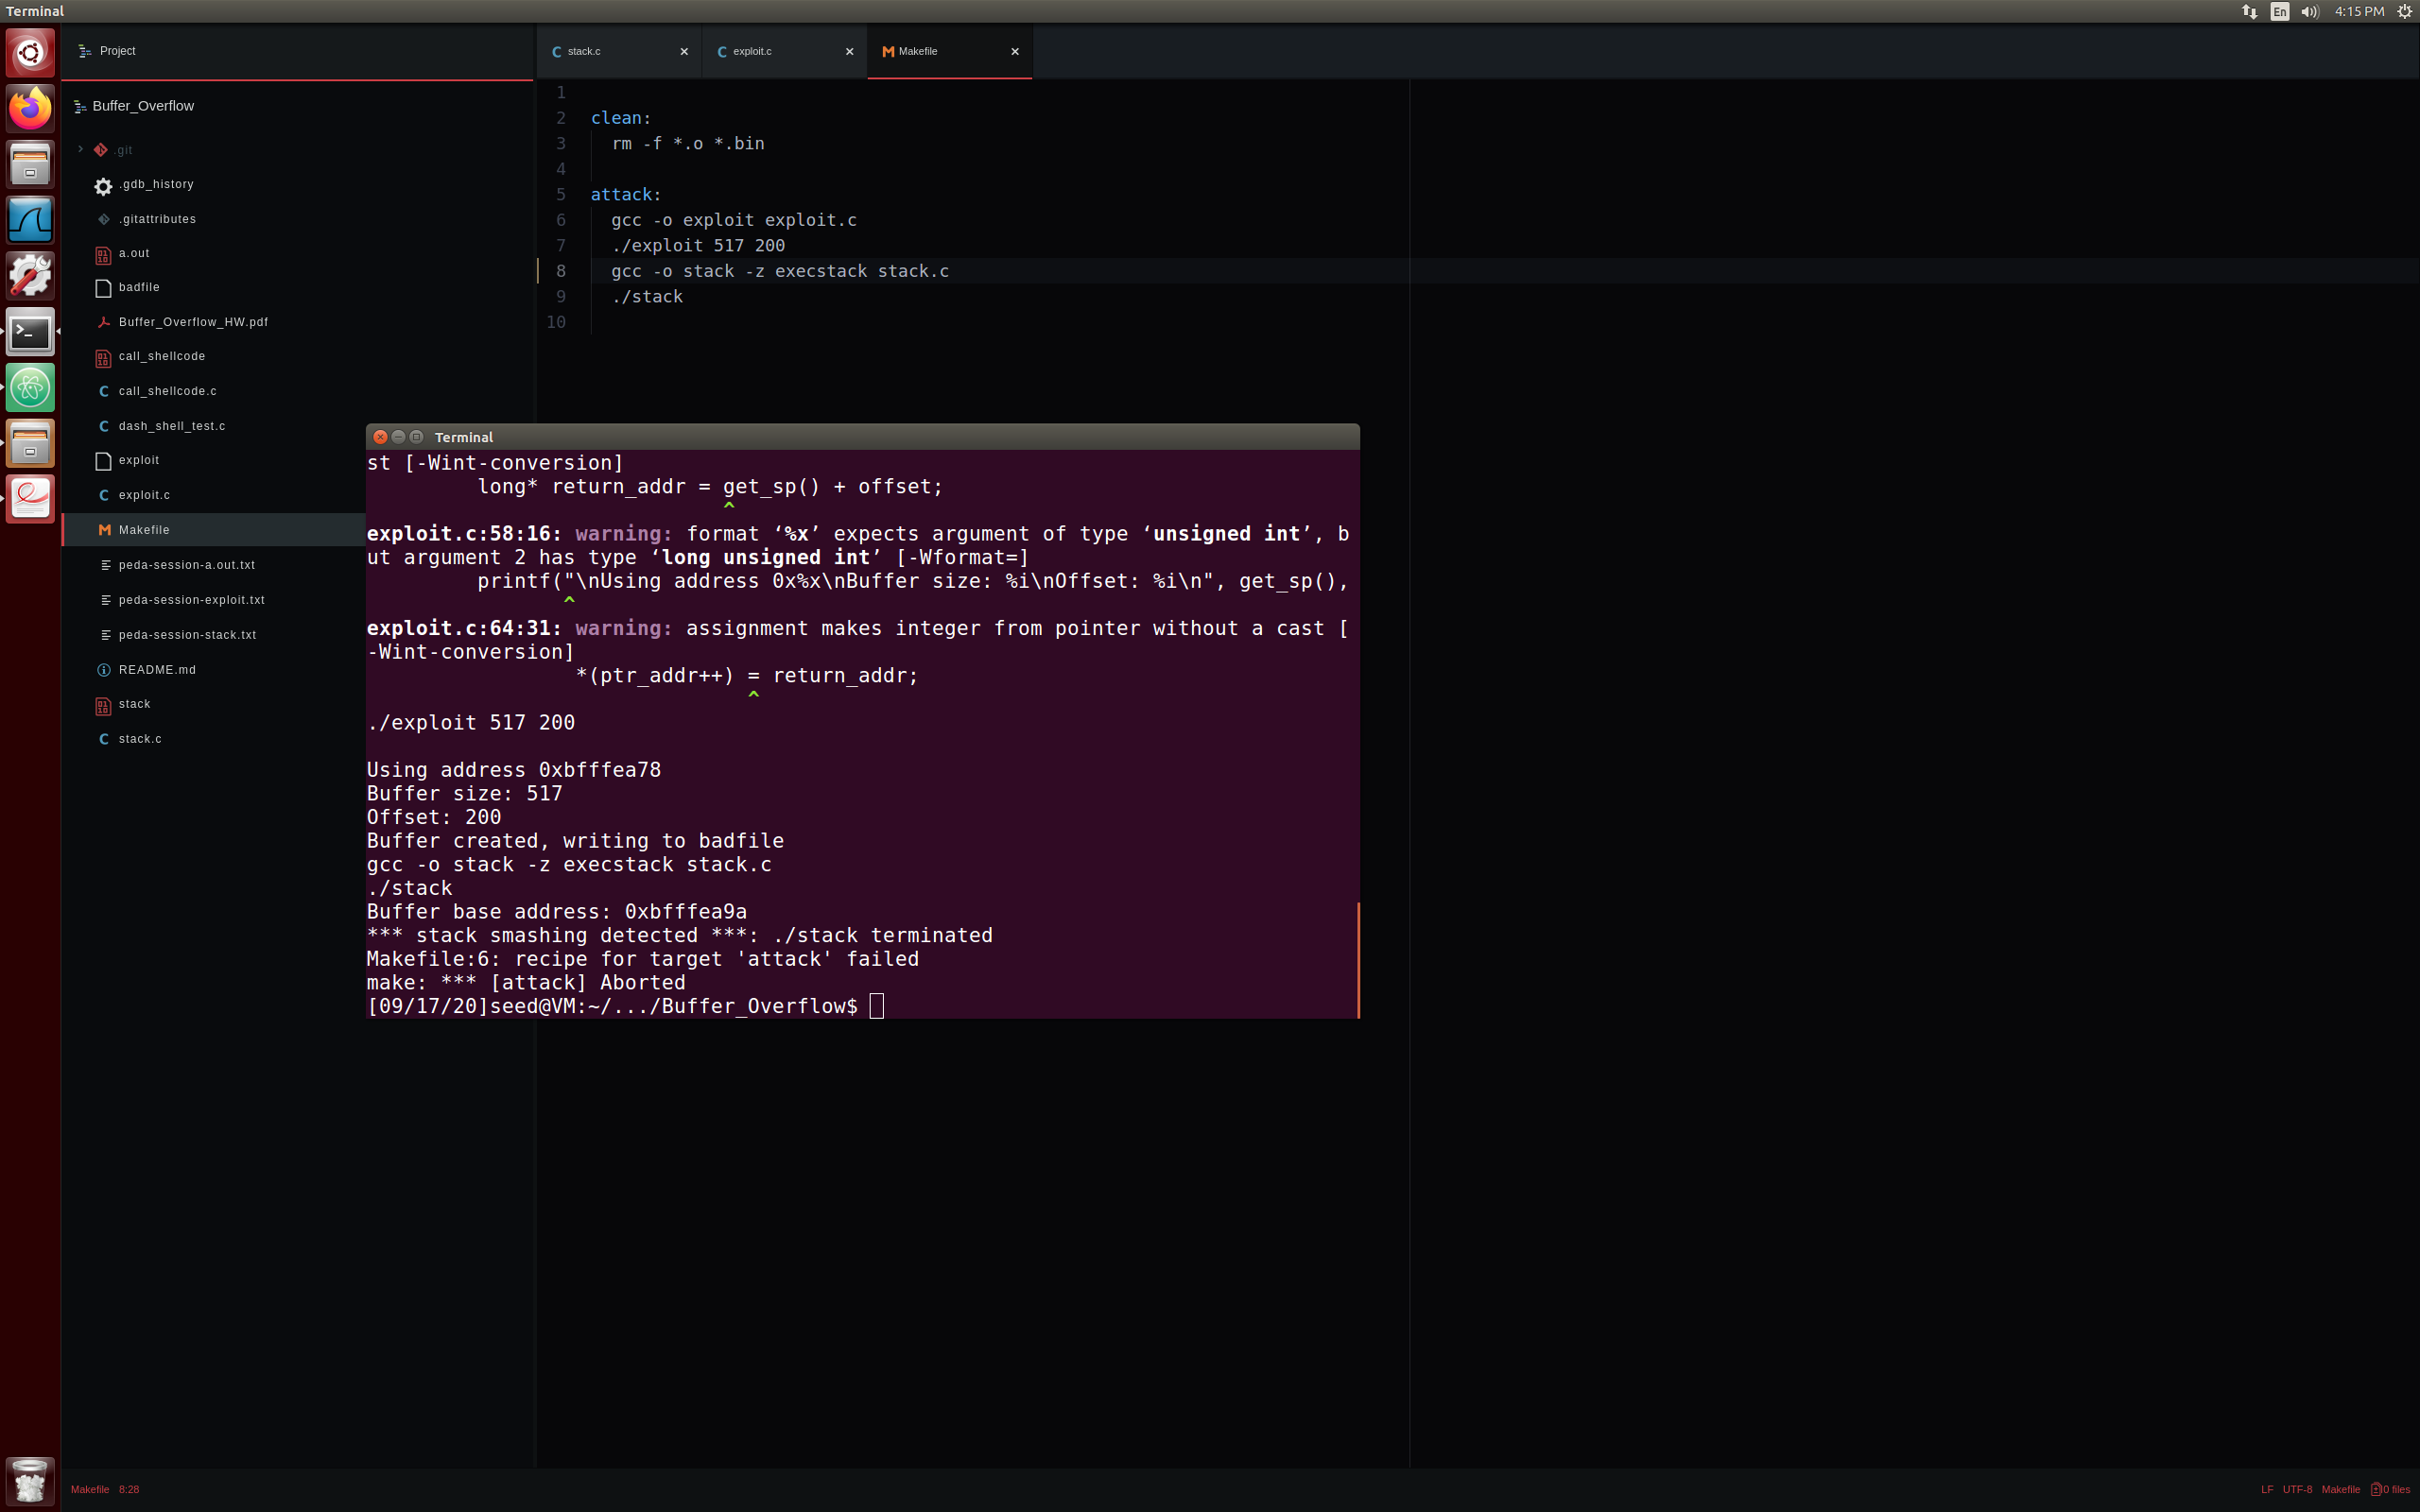 Terminal
En
4:15 PM
Project
stack.c
exploit.c
Makefile
Buffer_Overflow
.git
.gdb_history
.gitattributes
a.out
badfile
Buffer_Overflow_HW.pdf
call_shellcode
call_shellcode.c
dash_shell_test.c
exploit
exploit.c
Makefile
peda-session-a.out.txt
peda-session-exploit.txt
peda-session-stack.txt
README.md
stack
stack.c
1
2 clean:
3 rm -f *.o *.bin
4
5 attack:
6 gcc -o exploit exploit.c
7 ./exploit 517 200
8 gcc -o stack -z execstack stack.c
9 ./stack
10
Terminal
st [-Wint-conversion]
long* return_addr = get_sp() + offset;
^
exploit.c:58:16: warning: format ‘%x’ expects argument of type ‘unsigned int’, b
ut argument 2 has type ‘long unsigned int’ [-Wformat=]
printf("\nUsing address 0x%x\nBuffer size: %i\nOffset: %i\n", get_sp(),
^
exploit.c:64:31: warning: assignment makes integer from pointer without a cast [
-Wint-conversion]
*(ptr_addr++) = return_addr;
^
./exploit 517 200
Using address 0xbfffea78
Buffer size: 517
Offset: 200
Buffer created, writing to badfile
gcc -o stack -z execstack stack.c
./stack
Buffer base address: 0xbfffea9a
*** stack smashing detected ***: ./stack terminated
Makefile:6: recipe for target 'attack' failed
make: *** [attack] Aborted
[09/17/20]seed@VM:~/.../Buffer_Overflow$
Makefile 8:28
LF UTF-8 Makefile 0 files